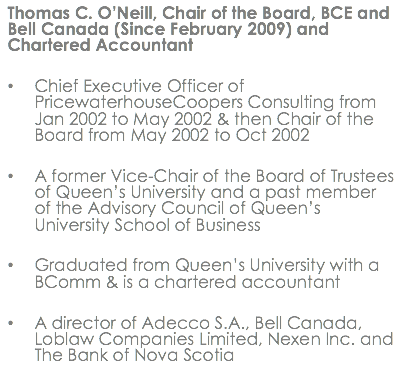 Thomas C. O'Neill, Chair of the Board, BCE and
Bell Canada (Since February 2009) and
Chartered Accountant
• Chief Executive Officer of
PricewaterhouseCoopers Consulting from
Jan 2002 to May 2002 & then Chair of the
Board from May 2002 to Oct 2002
• A former Vice-Chair of the Board of Trustees
of Queen's University and a past member
of the Advisory Council of Queen's
University School of Business
• Graduated from Queen's University with a
BComm & is a chartered accountant
• A director of Adecco S.A., Bell Canada,
Loblaw Companies Limited, Nexen Inc. and
The Bank of Nova Scotia